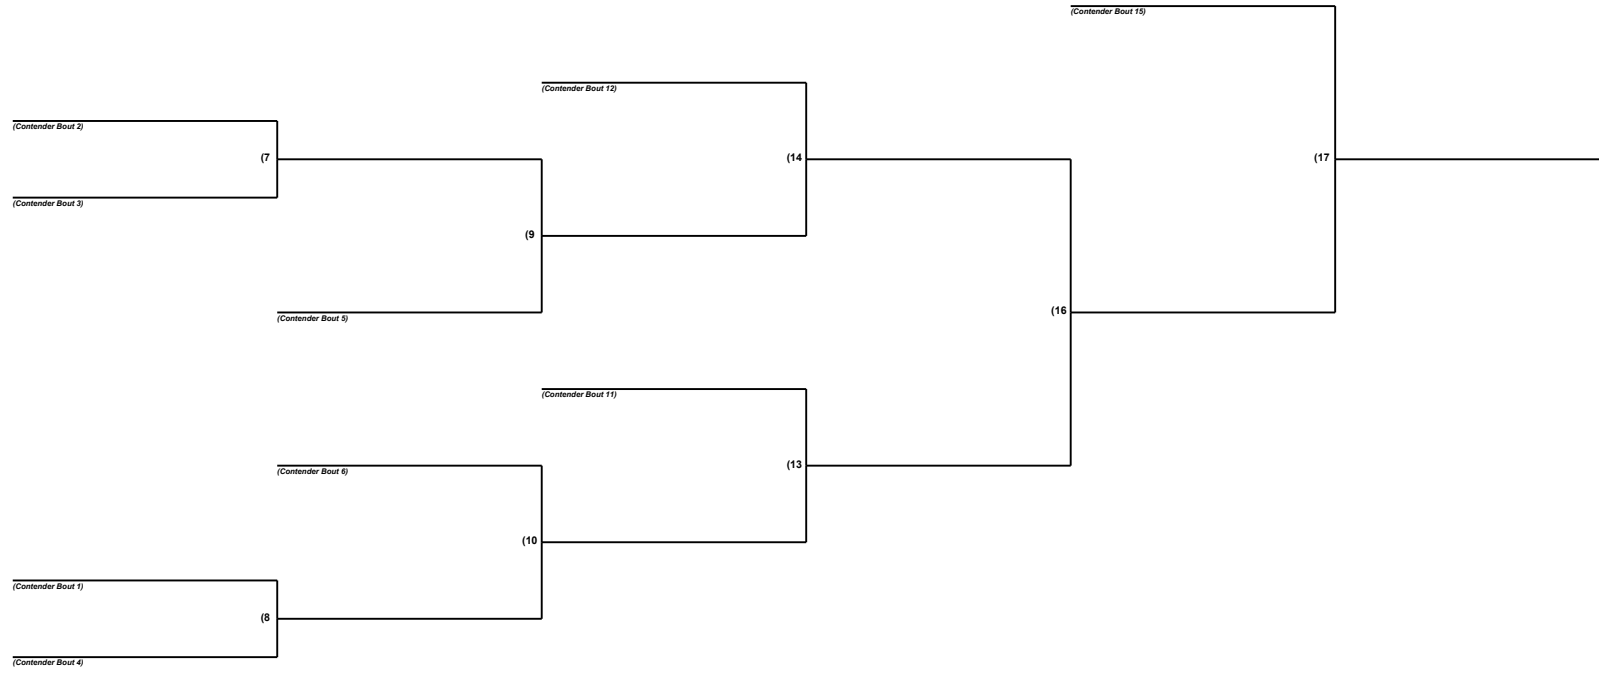 (Contender Bout 15)
(Contender Bout 12)
(Contender Bout 2)
(7
(14
(17
(Contender Bout 3)
(9
(Contender Bout 5)
(16
(Contender Bout 11)
(Contender Bout 6)
(13
(10
(Contender Bout 1)
(8
(Contender Bout 4)